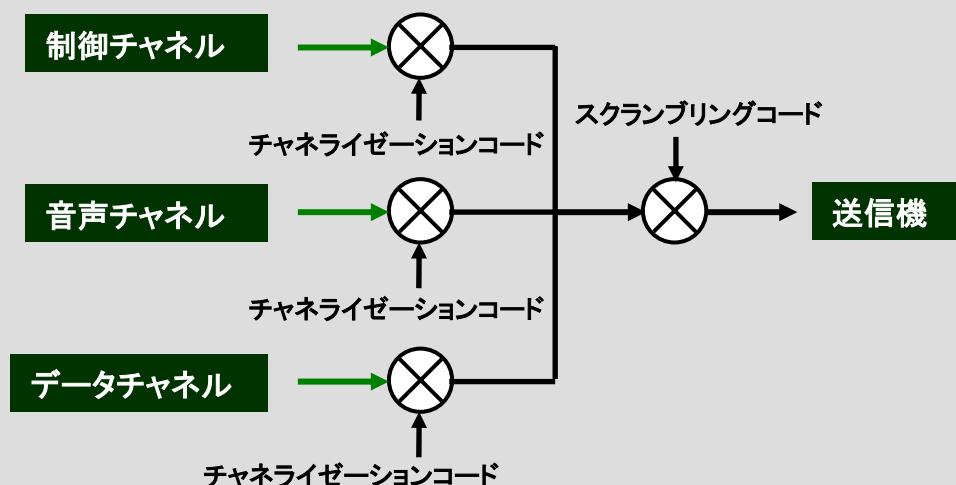 制御チャネル
スクランブリングコード
チャネライゼーションコード
音声チャネル
送信機
チャネライゼーションコード
データチャネル
チャネライゼーションコード